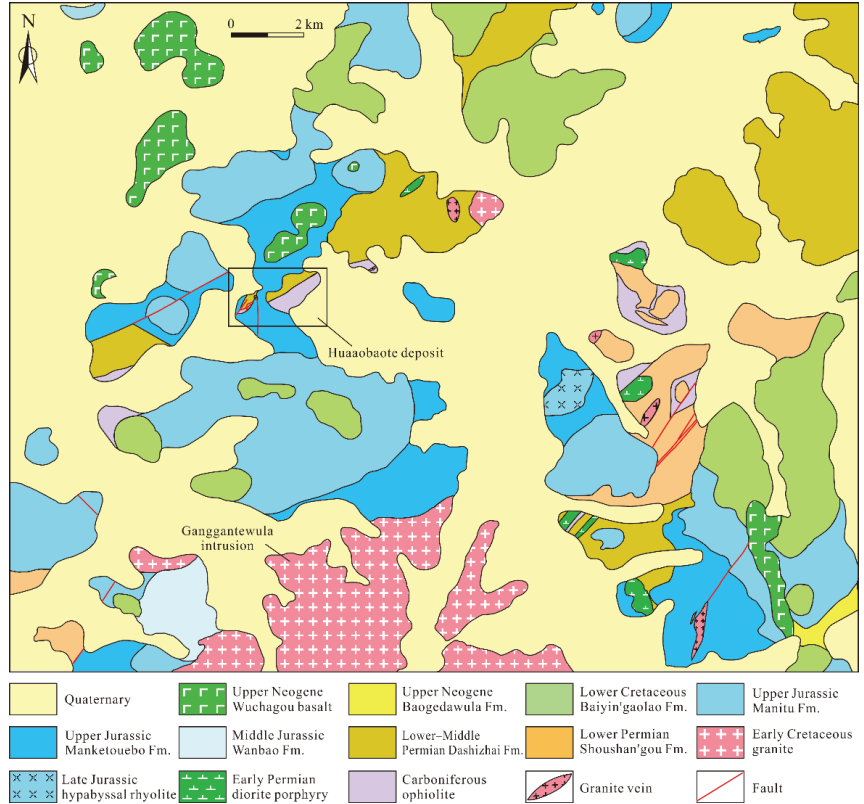 N
0 2 km
Huaaobaote deposit
Ganggantewula
intrusion
Quaternary
Upper Neogene
Wuchagou basalt
Upper Neogene
Baogedawula Fm.
Lower Cretaceous
Baiyin'gaolao Fm.
Upper Jurassic
Manitu Fm.
Upper Jurassic
Manketouebo Fm.
Middle Jurassic
Wanbao Fm.
Lower–Middle
Permian Dashizhai Fm.
Lower Permian
Shoushan'gou Fm.
Early Cretaceous
granite
Late Jurassic
hypabyssal rhyolite
Early Permian
diorite porphyry
Carboniferous
ophiolite
Granite vein
Fault